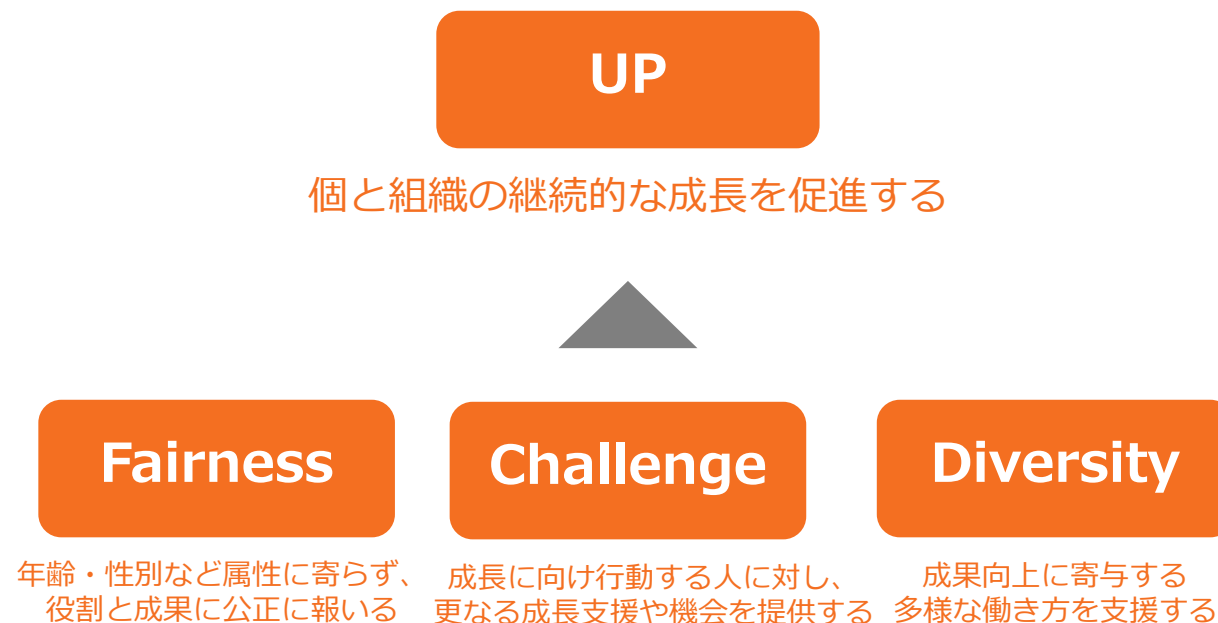 UP
個と組織の継続的な成長を促進する
Fairness
Challenge
Diversity
年齢・性別など属性に寄らず、
役割と成果に公正に報いる
成長に向け行動する人に対し、
更なる成長支援や機会を提供する
成果向上に寄与する
多様な働き方を支援する